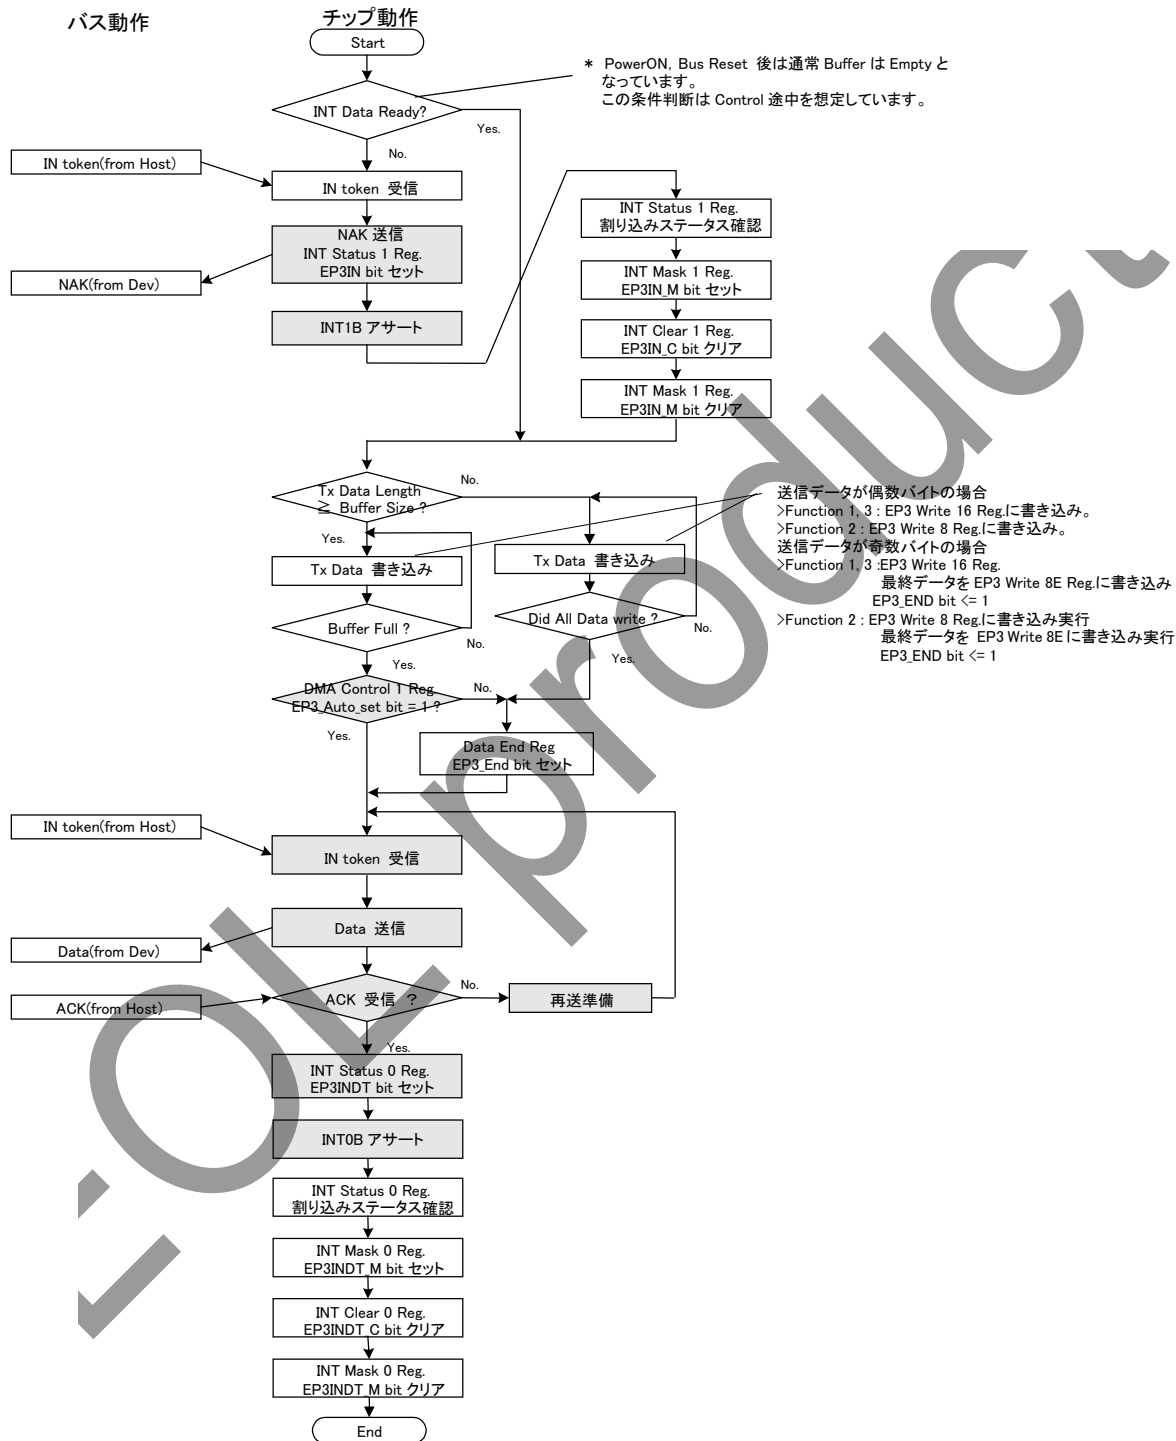 バス動作
チップ動作
Start
* PowerON, Bus Reset 後は通常 Buffer は Empty と
なっています。
この条件判断は Control 途中を想定しています。
INT Data Ready?
Yes.
No.
IN token(from Host)
IN token 受信
NAK 送信
INT Status 1 Reg.
EP3IN bit セット
NAK(from Dev)
INT1B アサート
INT Status 1 Reg.
割り込みステータス確認
INT Mask 1 Reg.
EP3IN_M bit セット
INT Clear 1 Reg.
EP3IN_C bit クリア
INT Mask 1 Reg.
EP3IN_M bit クリア
Tx Data Length
≧ Buffer Size ?
No.
Yes.
Tx Data 書き込み
Buffer Full ?
No.
Yes.
Tx Data 書き込み
Did All Data write ?
No.
Yes.
送信データが偶数バイトの場合
>Function 1, 3 : EP3 Write 16 Reg.に書き込み。
>Function 2 : EP3 Write 8 Reg.に書き込み。
送信データが奇数バイトの場合
>Function 1, 3 :EP3 Write 16 Reg.
最終データを EP3 Write 8E Reg.に書き込み
EP3_END bit <= 1
>Function 2 : EP3 Write 8 Reg.に書き込み実行
最終データを EP3 Write 8E に書き込み実行
EP3_END bit <= 1
DMA Control 1 Reg.
EP3_Auto_set bit = 1 ?
No.
Yes.
Data End Reg
EP3_End bit セット
IN token(from Host)
IN token 受信
Data 送信
Data(from Dev)
ACK 受信 ?
No.
再送準備
ACK(from Host)
Yes.
INT Status 0 Reg.
EP3INDT bit セット
INT0B アサート
INT Status 0 Reg.
割り込みステータス確認
INT Mask 0 Reg.
EP3INDT_M bit セット
INT Clear 0 Reg.
EP3INDT_C bit クリア
INT Mask 0 Reg.
EP3INDT_M bit クリア
End
EOL product